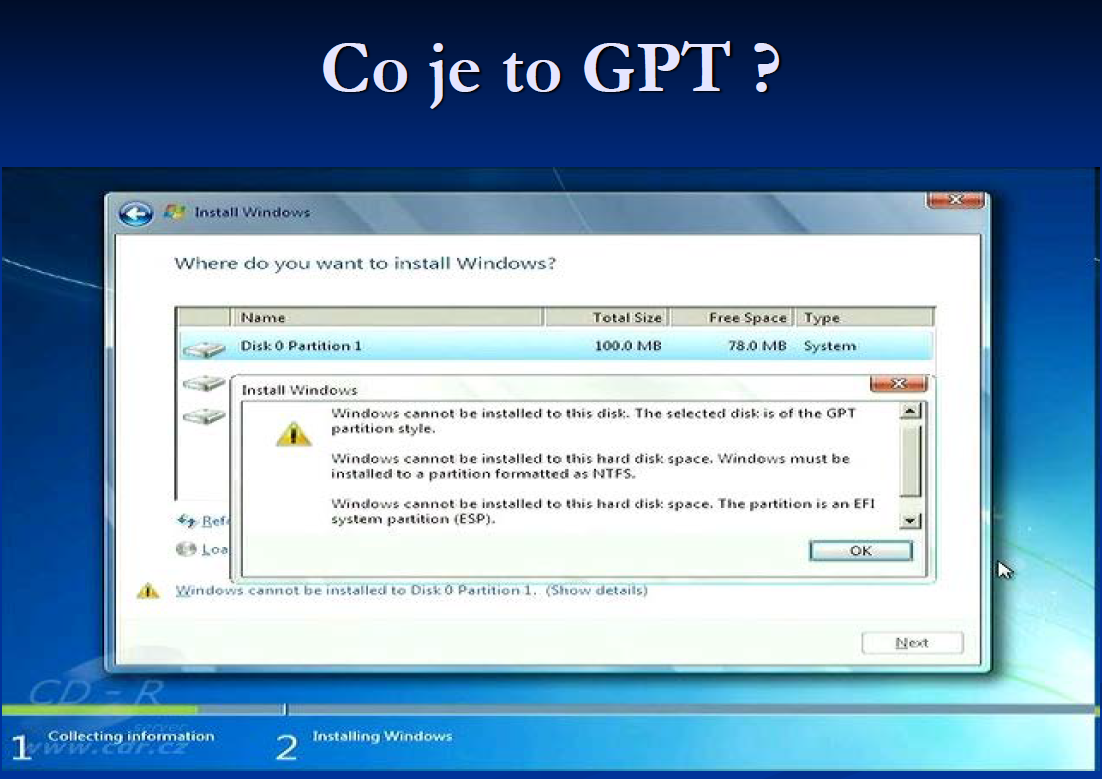 Co je to GPT ?
Install Windows
Where do you want to install Windows?
Name Total Size Free Space Type
Disk 0 Partition 1 100.0 MB 78.0 MB System
Install Windows
Windows cannot be installed to this disk. The selected disk is of the GPT
partition style.
Windows cannot be installed to this hard disk space. Windows must be
installed to a partition formatted as NTFS.
Windows cannot be installed to this hard disk space. The partition is an EFI
system partition (ESP).
OK
Refr
Loa
Windows cannot be installed to Disk 0 Partition 1. (Show details)
Next
CD-R
server
www.cdr.cz
1 Collecting information
2 Installing Windows